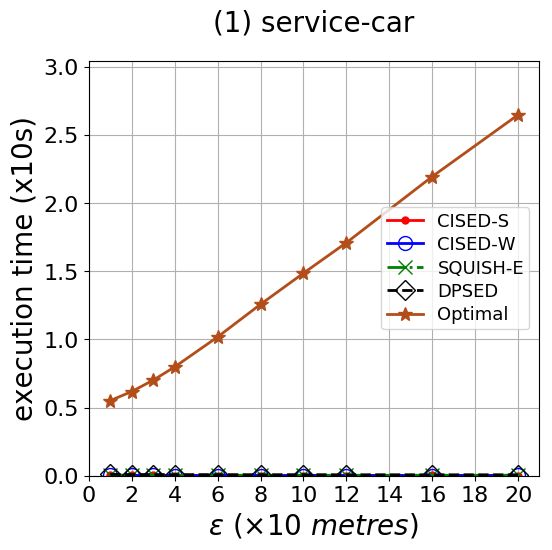 (1) service-car
execution time (x10s)
3.0
2.5
2.0
1.5
1.0
0.5
0.0
CISED-S
CISED-W
SQUISH-E
DPSED
Optimal
0 2 4 6 8 10 12 14 16 18 20
ε (×10 metres)